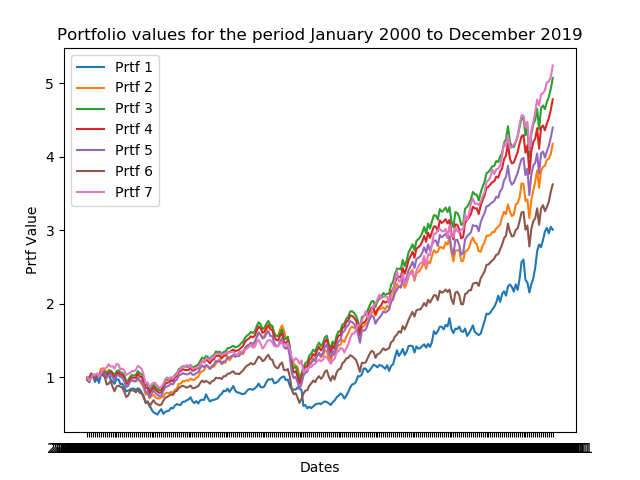 Portfolio values for the period January 2000 to December 2019
Prtf 1
Prtf 2
Prtf 3
Prtf 4
Prtf 5
Prtf 6
Prtf 7
5
4
3
2
1
Prtf Value
Dates